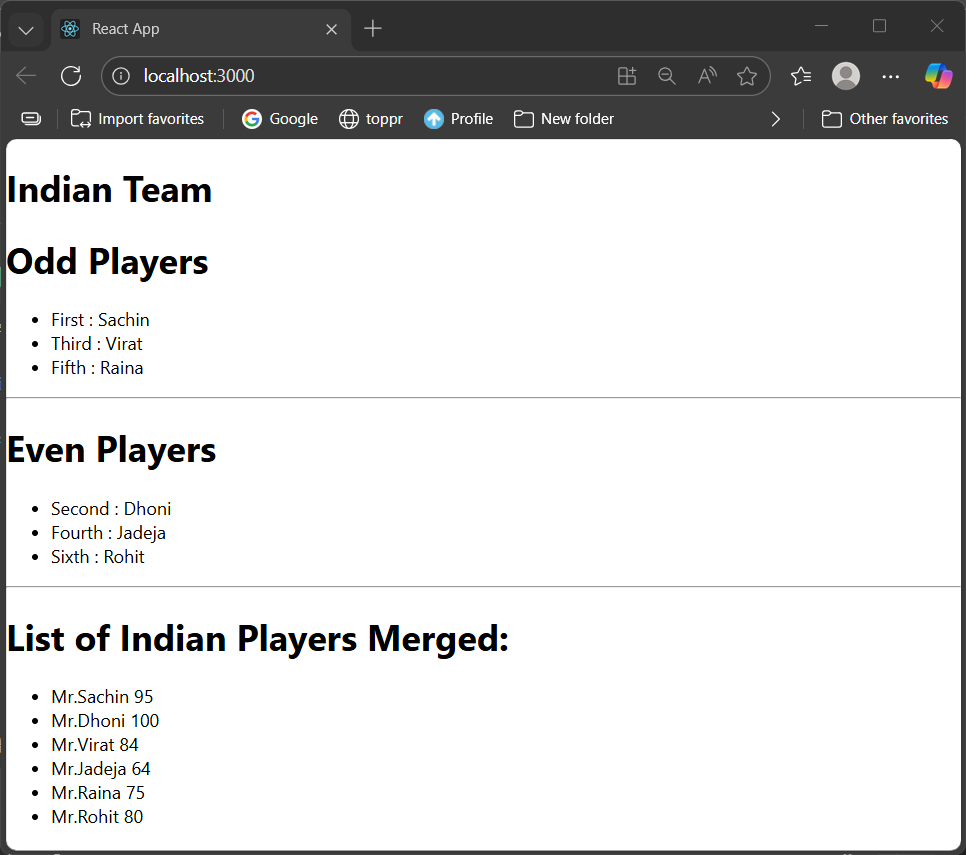 React App
localhost:3000
Import favorites Google toppr Profile New folder Other favorites
Indian Team
Odd Players
First : Sachin
Third : Virat
Fifth : Raina
Even Players
Second : Dhoni
Fourth : Jadeja
Sixth : Rohit
List of Indian Players Merged:
Mr.Sachin 95
Mr.Dhoni 100
Mr.Virat 84
Mr.Jadeja 64
Mr.Raina 75
Mr.Rohit 80